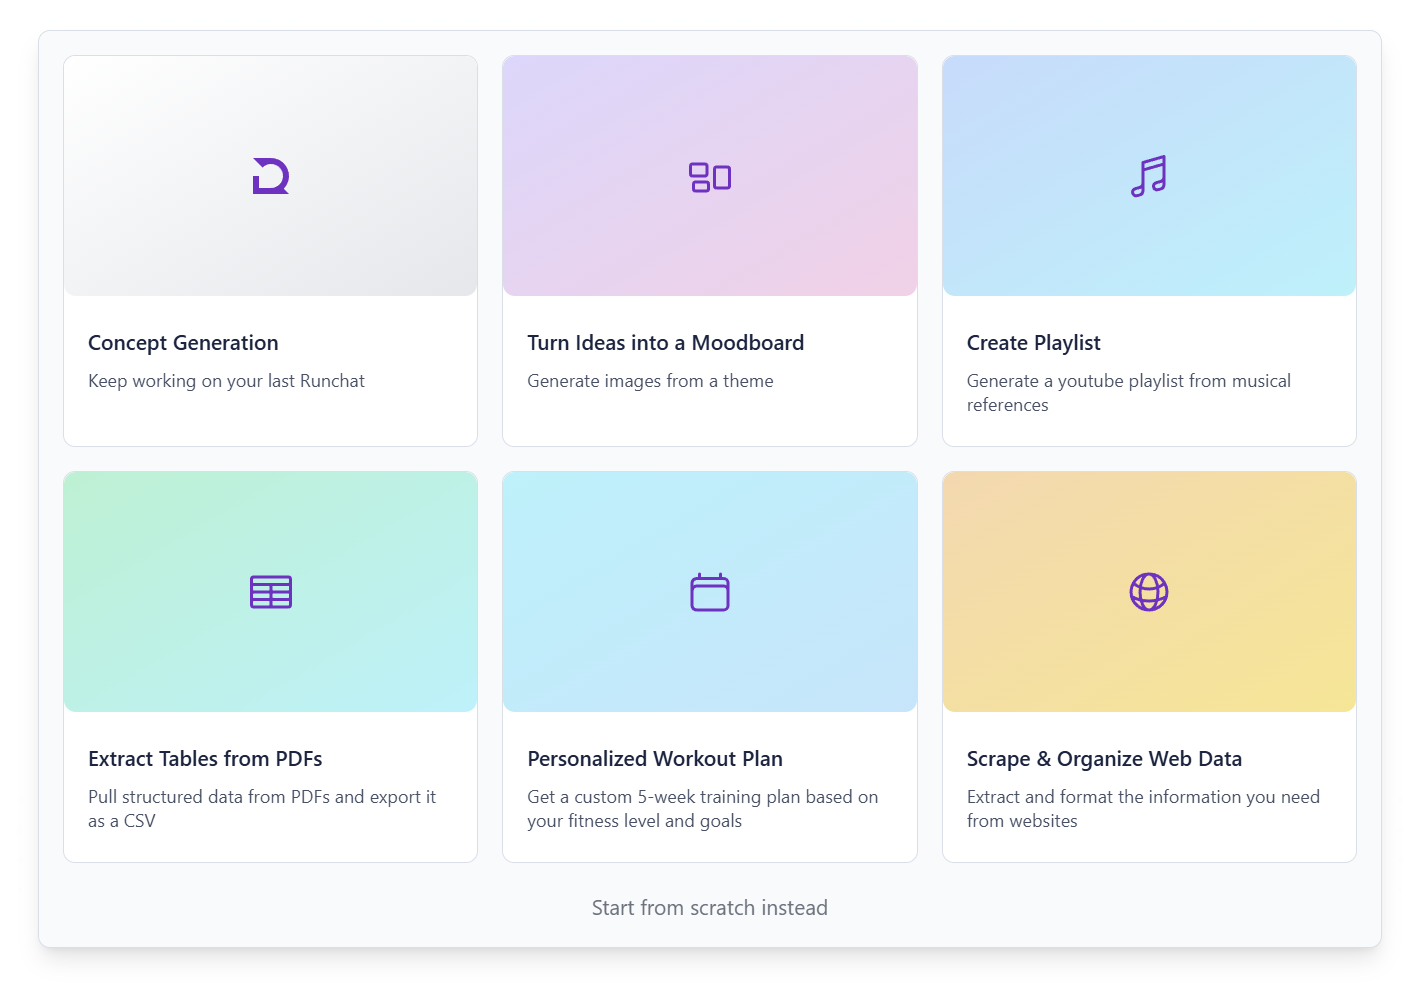 Concept Generation
Keep working on your last Runchat
Turn Ideas into a Moodboard
Generate images from a theme
Create Playlist
Generate a youtube playlist from musical
references
Extract Tables from PDFs
Pull structured data from PDFs and export it
as a CSV
Personalized Workout Plan
Get a custom 5-week training plan based on
your fitness level and goals
Scrape & Organize Web Data
Extract and format the information you need
from websites
Start from scratch instead